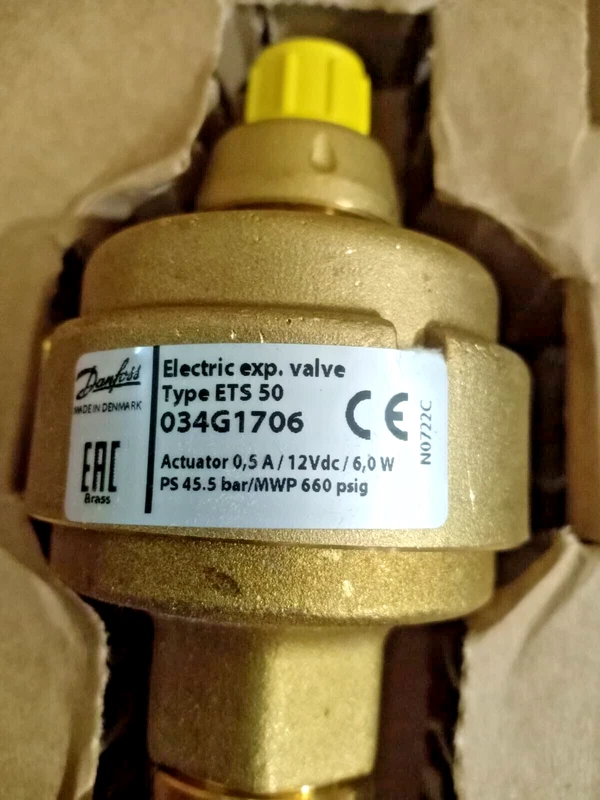 Danfoss
MADE IN DENMARK
EAC
Brass
Electric exp. valve
Type ETS 50
034G1706
CE
Actuator 0,5 A / 12Vdc / 6,0 W
PS 45.5 bar/MWP 660 psig
N0722C